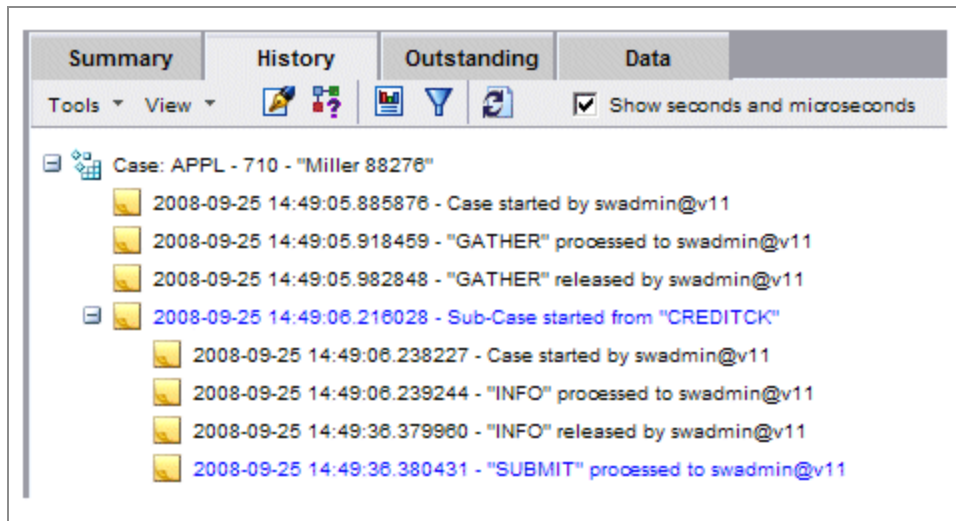 Summary History Outstanding Data
Tools View Show seconds and microseconds
Case: APPL - 710 - "Miller 88276"
2008-09-25 14:49:05.885876 - Case started by swadmin@v11
2008-09-25 14:49:05.918459 - "GATHER" processed to swadmin@v11
2008-09-25 14:49:05.982848 - "GATHER" released by swadmin@v11
2008-09-25 14:49:06.216028 - Sub-Case started from "CREDITCK"
2008-09-25 14:49:06.238227 - Case started by swadmin@v11
2008-09-25 14:49:06.239244 - "INFO" processed to swadmin@v11
2008-09-25 14:49:36.379960 - "INFO" released by swadmin@v11
2008-09-25 14:49:36.380431 - "SUBMIT" processed to swadmin@v11